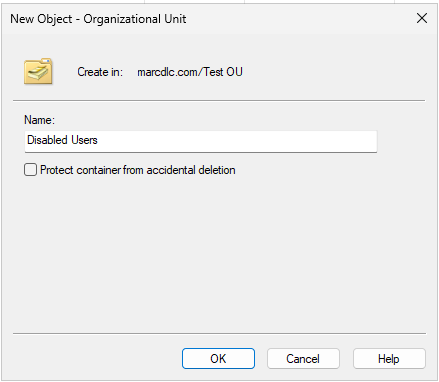 New Object - Organizational Unit
Create in: marcdlc.com/Test OU
Name:
Disabled Users
Protect container from accidental deletion
OK Cancel Help